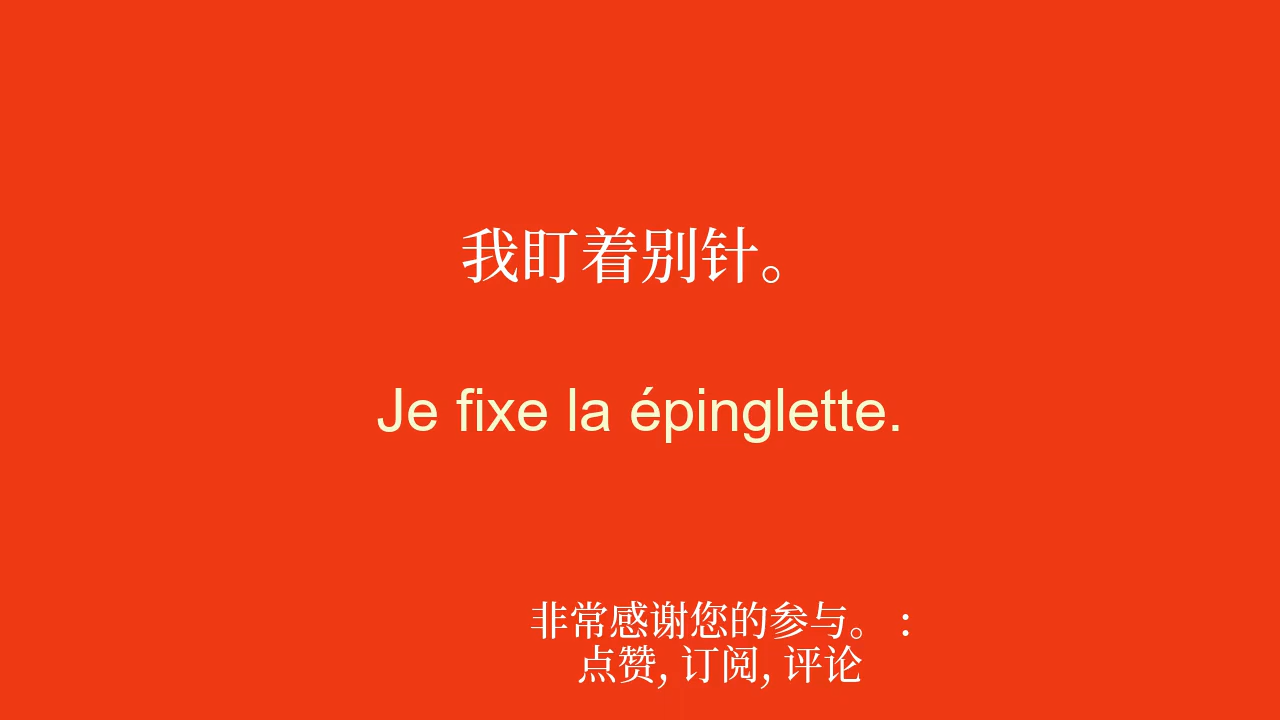 我盯着别针。
Je fixe la épinglette.
非常感谢您的参与。 :
点赞, 订阅, 评论